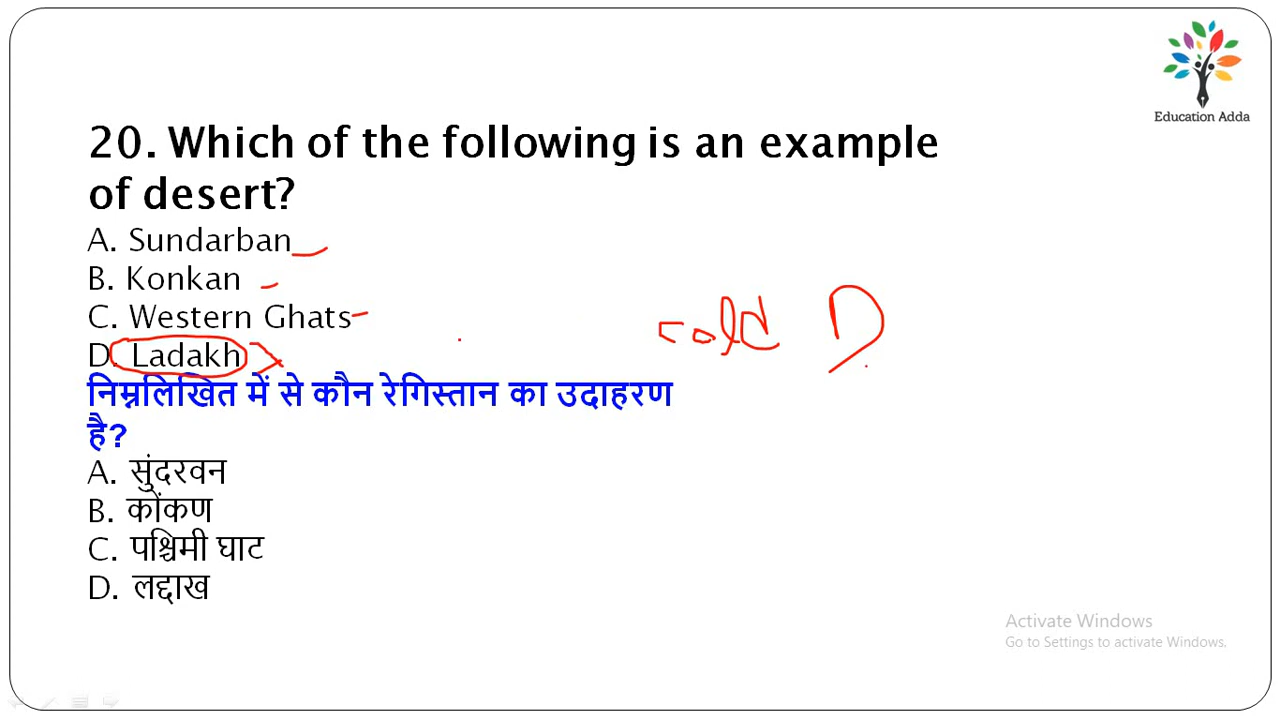 Education Adda
20. Which of the following is an example
of desert?
A. Sundarban
B. Konkan
C. Western Ghats
cold D
D. Ladakh
निम्नलिखित में से कौन रेगिस्तान का उदाहरण
है?
A. सुंदरवन
B. कोंकण
C. पश्चिमी घाट
D. लद्दाख
Activate Windows
Go to Settings to activate Windows.